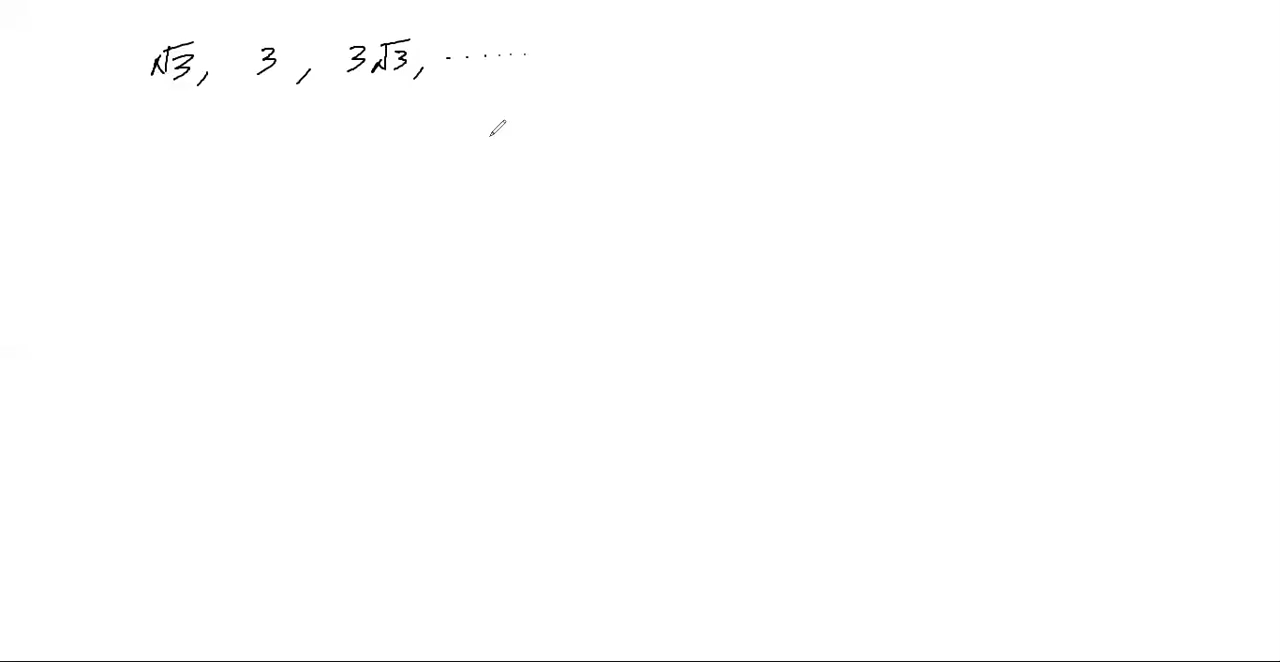 √3, 3, 3√3, ......